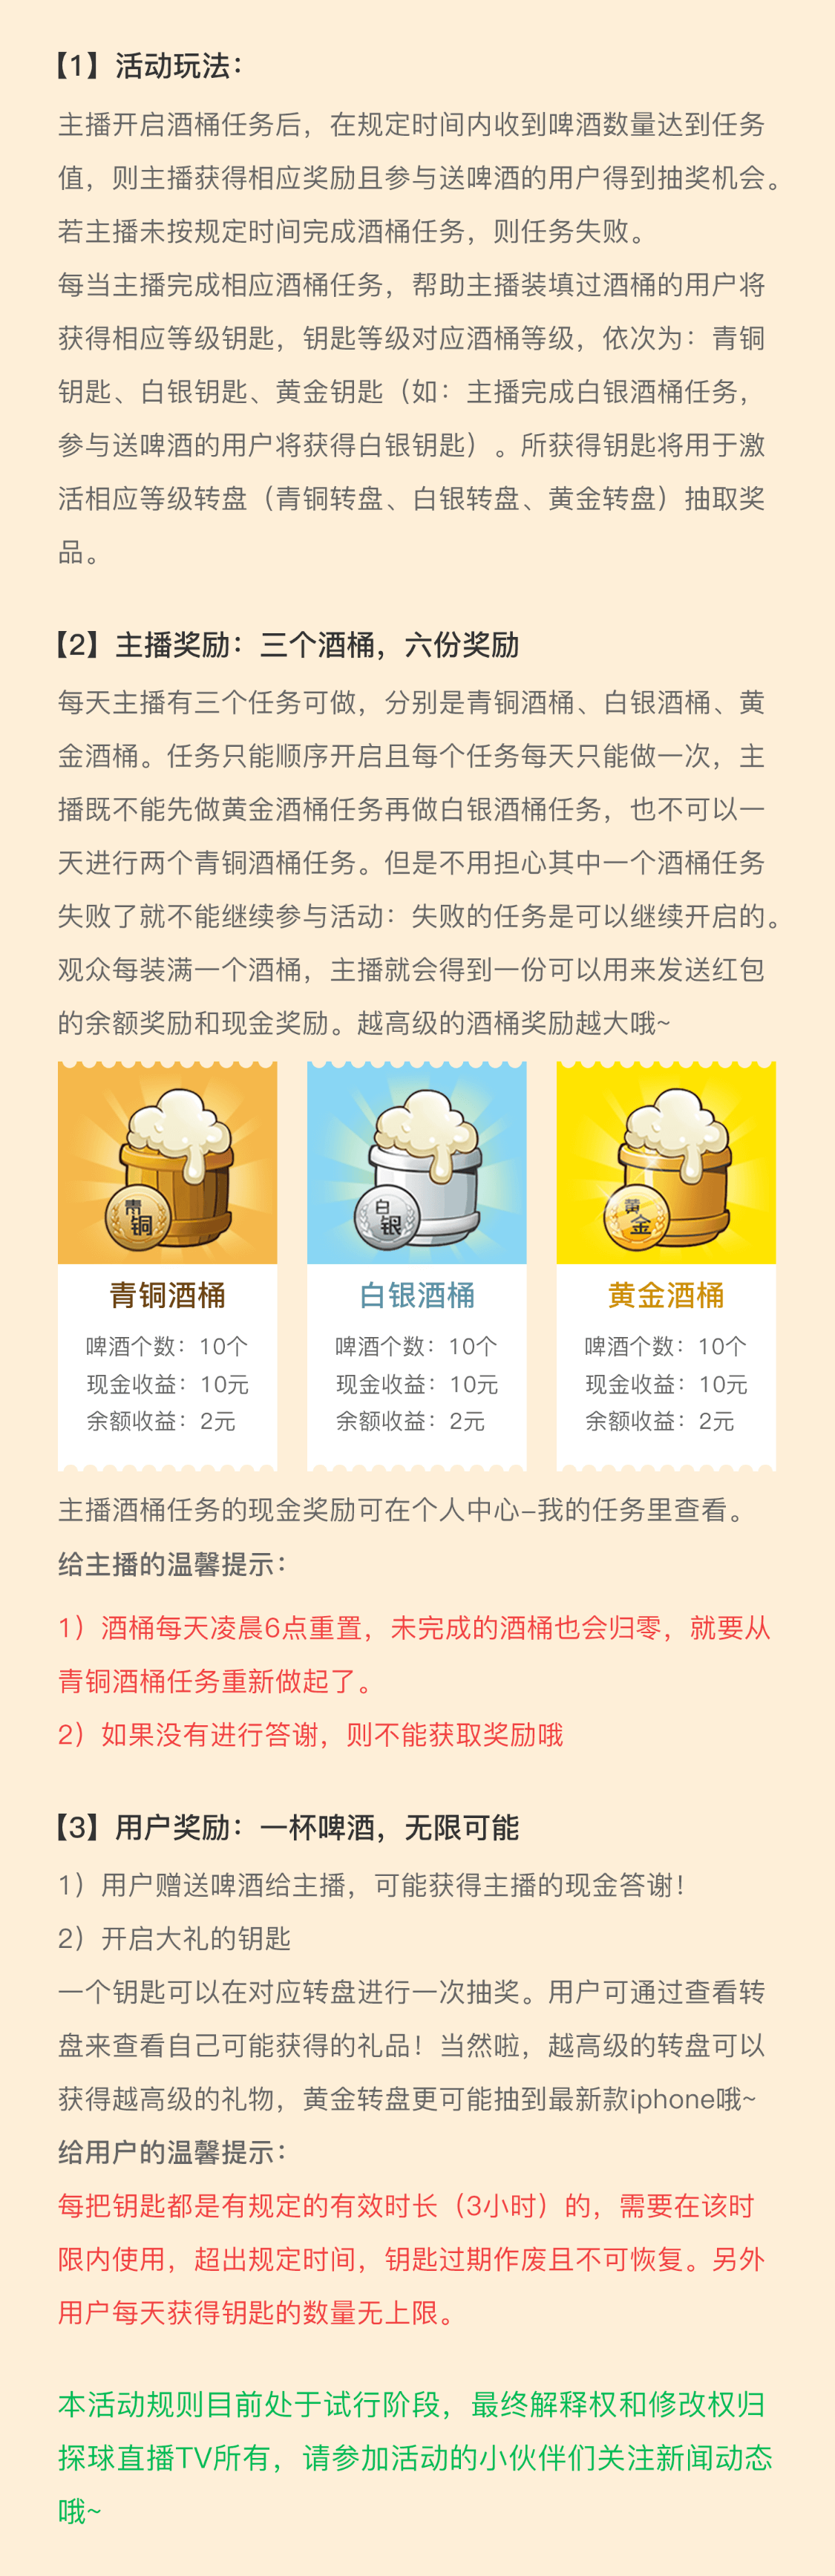 【1】活动玩法：
主播开启酒桶任务后，在规定时间内收到啤酒数量达到任务
值，则主播获得相应奖励且参与送啤酒的用户得到抽奖机会。
若主播未按规定时间完成酒桶任务，则任务失败。
每当主播完成相应酒桶任务，帮助主播装填过酒桶的用户将
获得相应等级钥匙，钥匙等级对应酒桶等级，依次为：青铜
钥匙、白银钥匙、黄金钥匙（如：主播完成白银酒桶任务，
参与送啤酒的用户将获得白银钥匙）。所获得钥匙将用于激
活相应等级转盘（青铜转盘、白银转盘、黄金转盘）抽取奖
品。
【2】主播奖励：三个酒桶，六份奖励
每天主播有三个任务可做，分别是青铜酒桶、白银酒桶、黄
金酒桶。任务只能顺序开启且每个任务每天只能做一次，主
播既不能先做黄金酒桶任务再做白银酒桶任务，也不可以一
天进行两个青铜酒桶任务。但是不用担心其中一个酒桶任务
失败了就不能继续参与活动：失败的任务是可以继续开启的。
观众每装满一个酒桶，主播就会得到一份可以用来发送红包
的余额奖励和现金奖励。越高级的酒桶奖励越大哦~
青铜
青铜酒桶
啤酒个数：10个
现金收益：10元
余额收益：2元
白银
白银酒桶
啤酒个数：10个
现金收益：10元
余额收益：2元
黄金
黄金酒桶
啤酒个数：10个
现金收益：10元
余额收益：2元
主播酒桶任务的现金奖励可在个人中心-我的任务里查看。
给主播的温馨提示：
1）酒桶每天凌晨6点重置，未完成的酒桶也会归零，就要从
青铜酒桶任务重新做起了。
2）如果没有进行答谢，则不能获取奖励哦
【3】用户奖励：一杯啤酒，无限可能
1）用户赠送啤酒给主播，可能获得主播的现金答谢！
2）开启大礼的钥匙
一个钥匙可以在对应转盘进行一次抽奖。用户可通过查看转
盘来查看自己可能获得的礼品！当然啦，越高级的转盘可以
获得越高级的礼物，黄金转盘更可能抽到最新款iphone哦~
给用户的温馨提示：
每把钥匙都是有规定的有效时长（3小时）的，需要在该时
限内使用，超出规定时间，钥匙过期作废且不可恢复。另外
用户每天获得钥匙的数量无上限。
本活动规则目前处于试行阶段，最终解释权和修改权归
探球直播TV所有，请参加活动的小伙伴们关注新闻动态
哦~